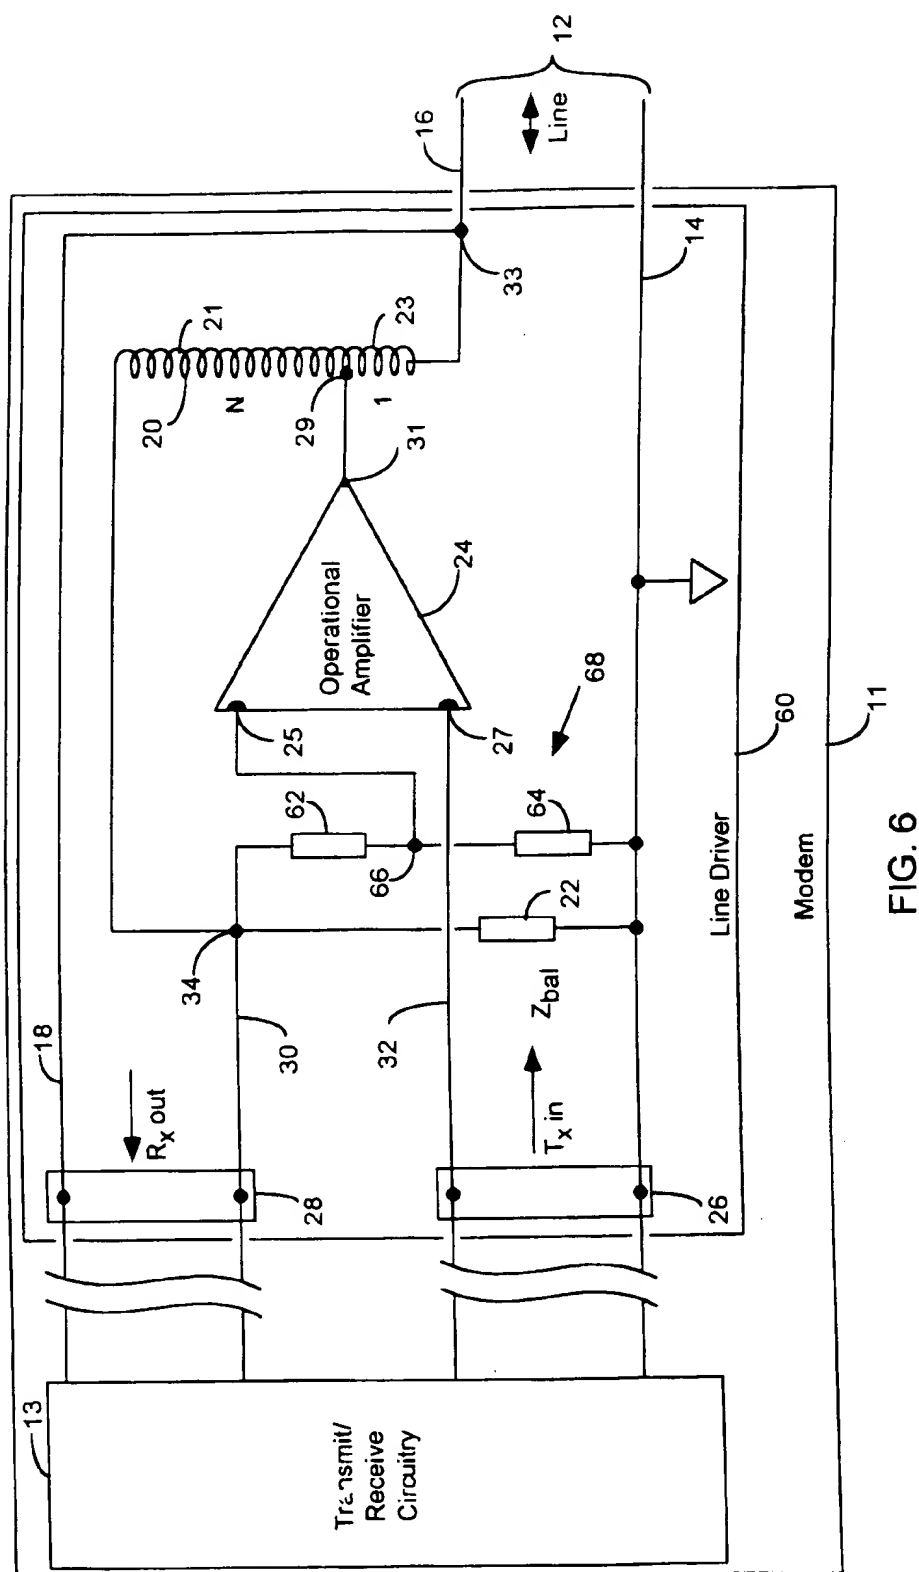 12
16
Line
14
33
23
21
20
N
29
1
31
24
Operational
Amplifier
25
27
68
62
64
66
22
60
11
Line Driver
Modem
34
30
32
Zbal
18
Rx out
Tx in
28
26
13
Transmit/
Receive
Circuitry
FIG. 6